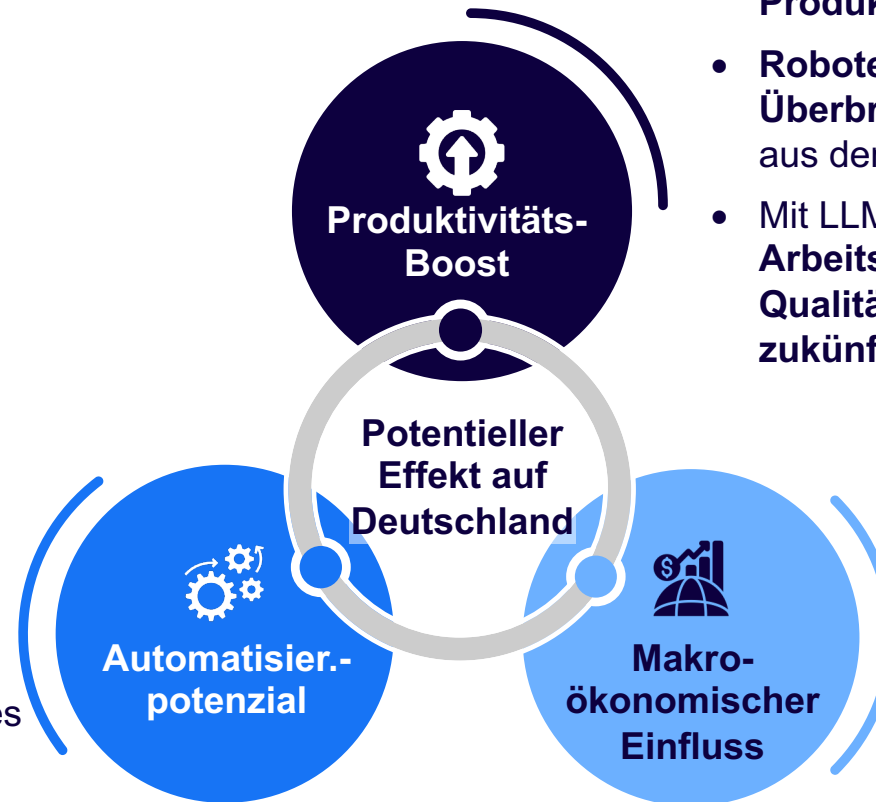 • Robote
Überbr
aus der
• Mit LLM
Arbeits
Qualitä
zukünf
Produktivitäts-
Boost
Potentieller
Effekt auf
Deutschland
Automatisier.-
potenzial
Makro-
ökonomischer
Einfluss
es